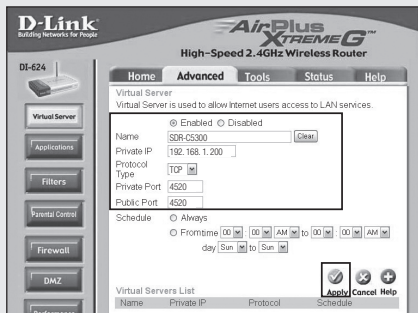 D-Link
Building Networks for People
AirPlus
XTREME G™
High-Speed 2.4GHz Wireless Router
DI-624
Home Advanced Tools Status Help
Virtual Server
Virtual Server is used to allow Internet users access to LAN services.
Enabled Disabled
Name SDR-C5300 Clear
Private IP 192.168.1.200
Protocol
Type TCP
Private Port 4520
Public Port 4520
Schedule Always
From time 00 : 00 AM to 00 : 00 AM
day Sun to Sun
Apply Cancel Help
Virtual Servers List
Name Private IP Protocol Schedule
Virtual Server
Applications
Filters
Parental Control
Firewall
DMZ